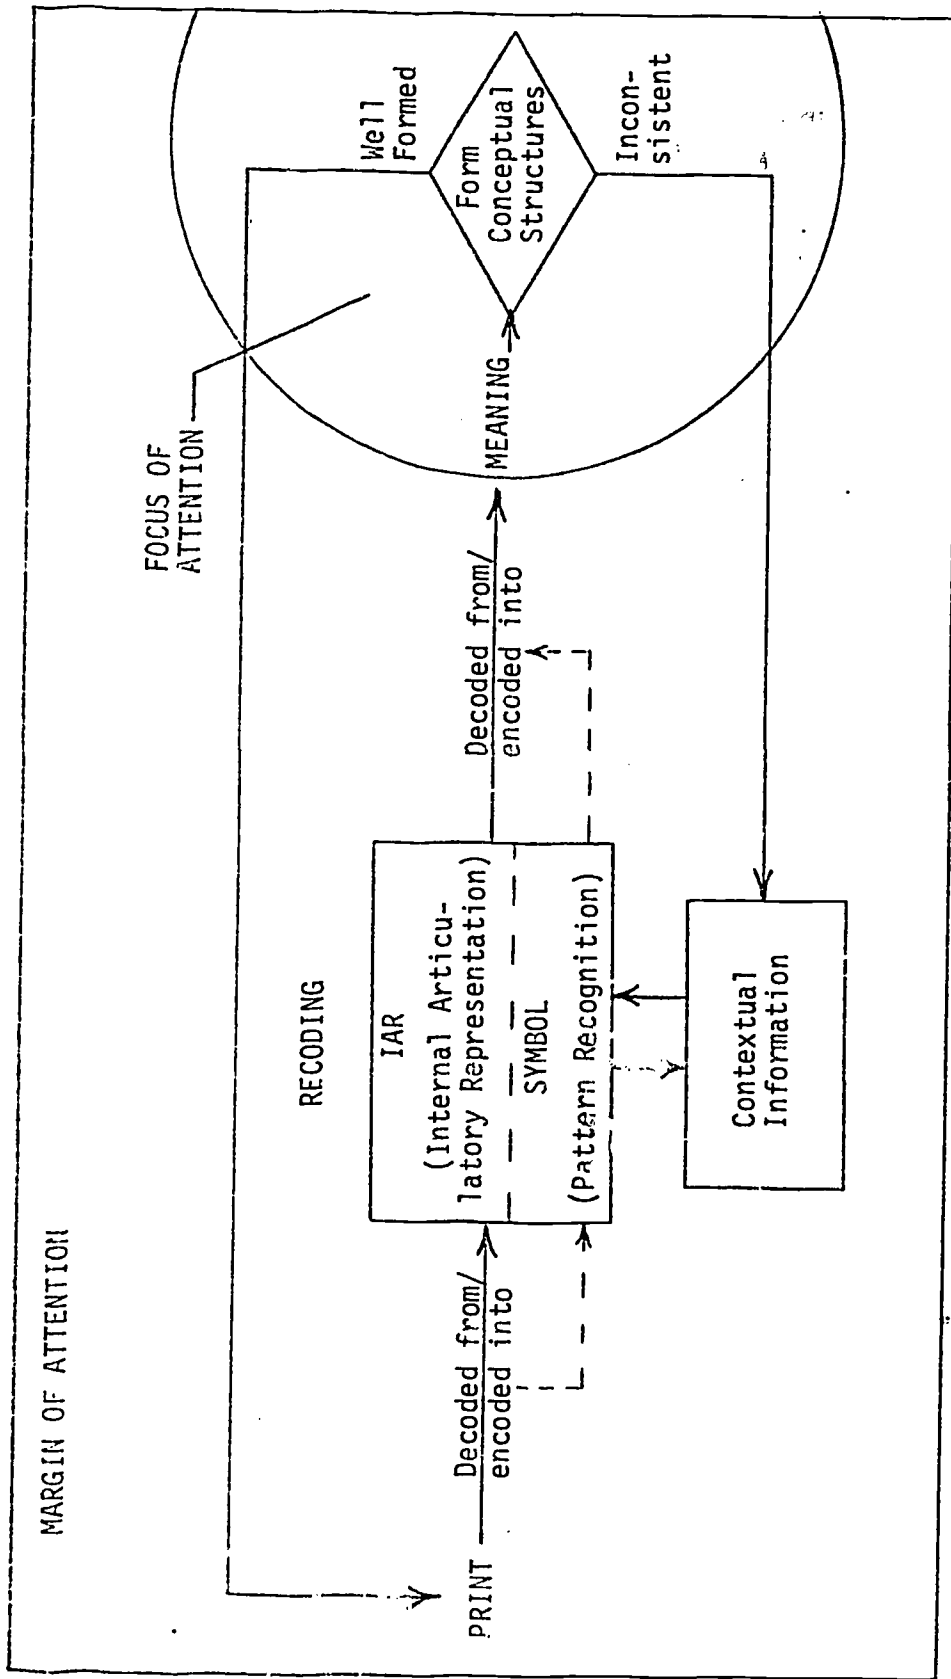 MARGIN OF ATTENTION
FOCUS OF
ATTENTION
RECODING
PRINT
Decoded from/
encoded into
IAR
(Internal Articu-
latory Representation)
SYMBOL
(Pattern Recognition)
Decoded from/
encoded into
MEANING
Well
Formed
Form
Conceptual
Structures
Incon-
sistent
Contextual
Information